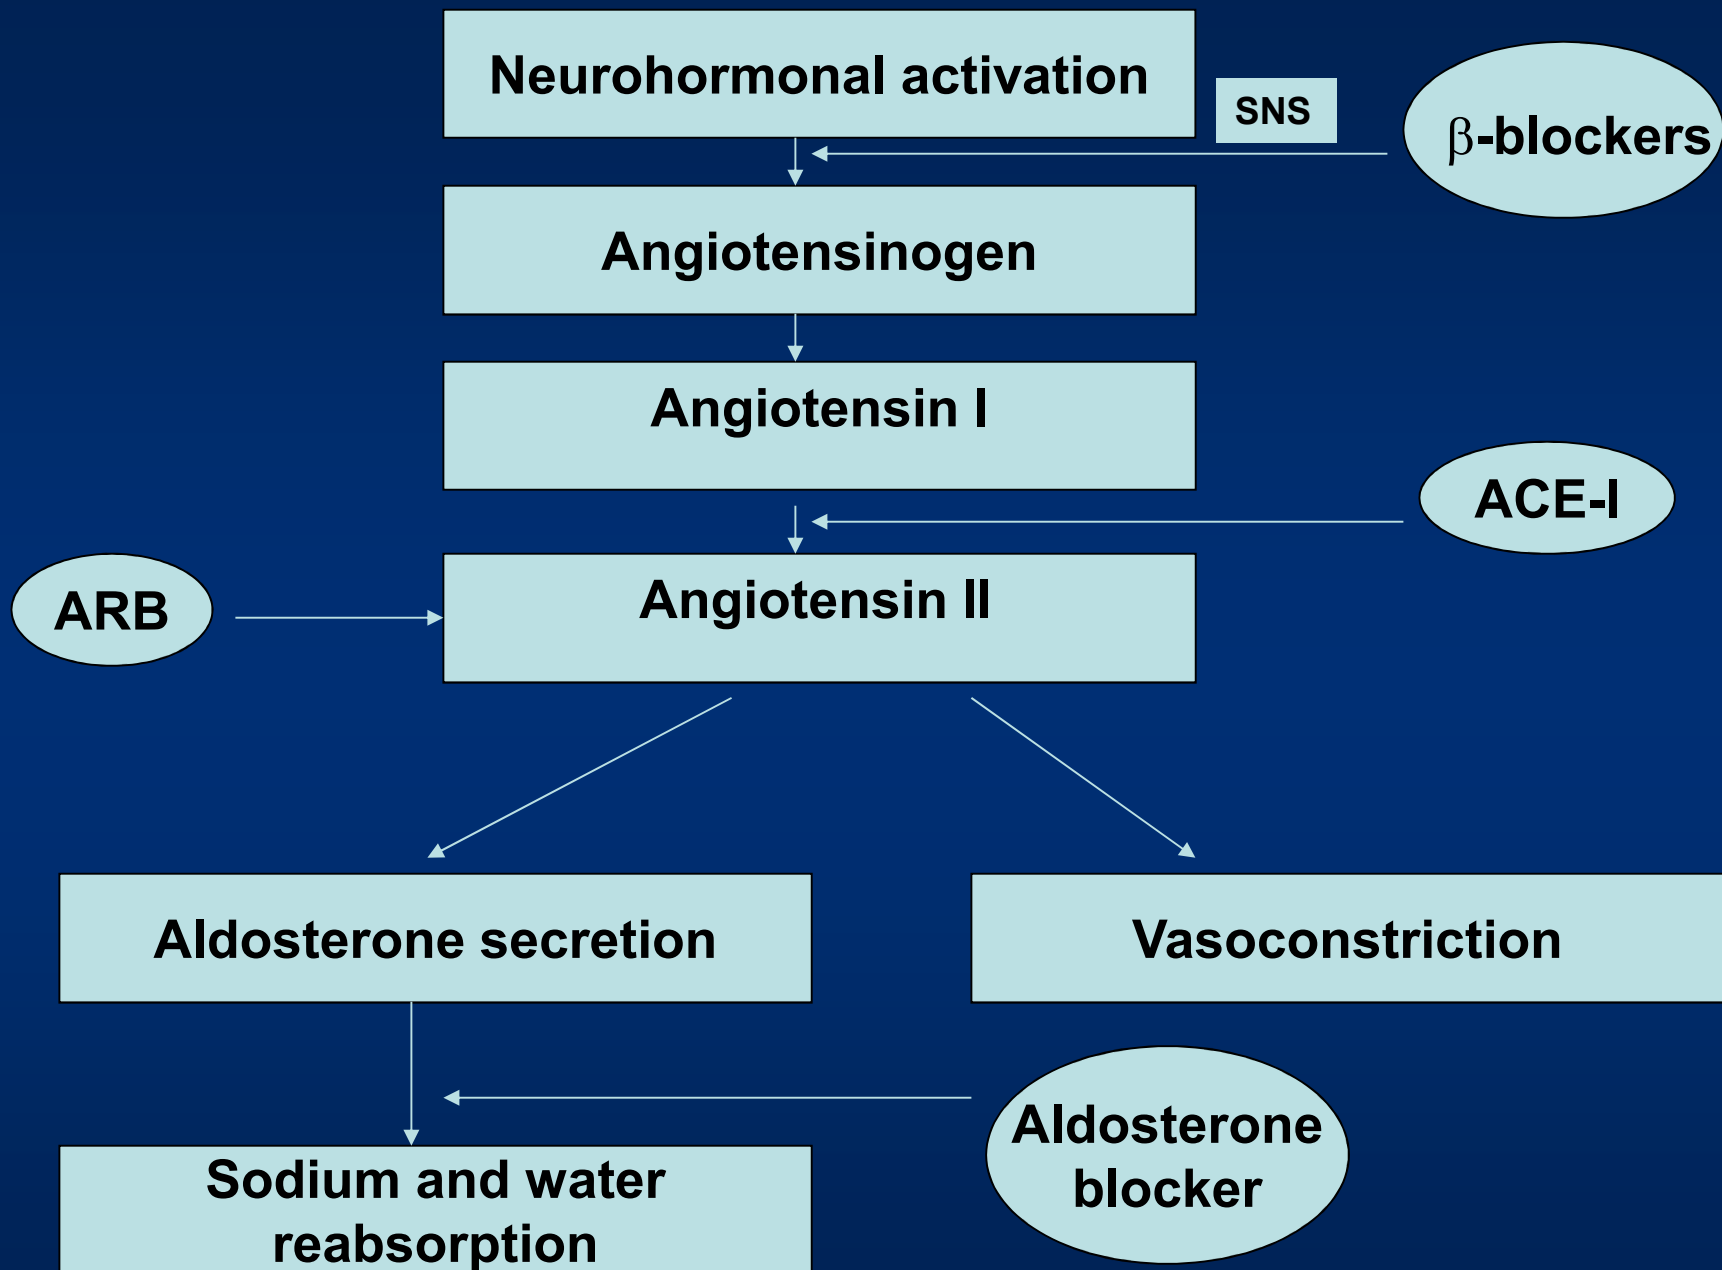 Neurohormonal activation
SNS
β-blockers
Angiotensinogen
Angiotensin I
ACE-I
ARB
Angiotensin II
Aldosterone secretion
Vasoconstriction
Aldosterone
blocker
Sodium and water
reabsorption